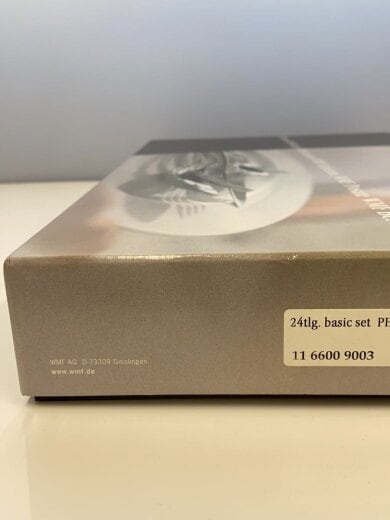 WMF AG D-73309 Geislingen
www.wmf.de
24tlg. basic set PH
11 6600 9003